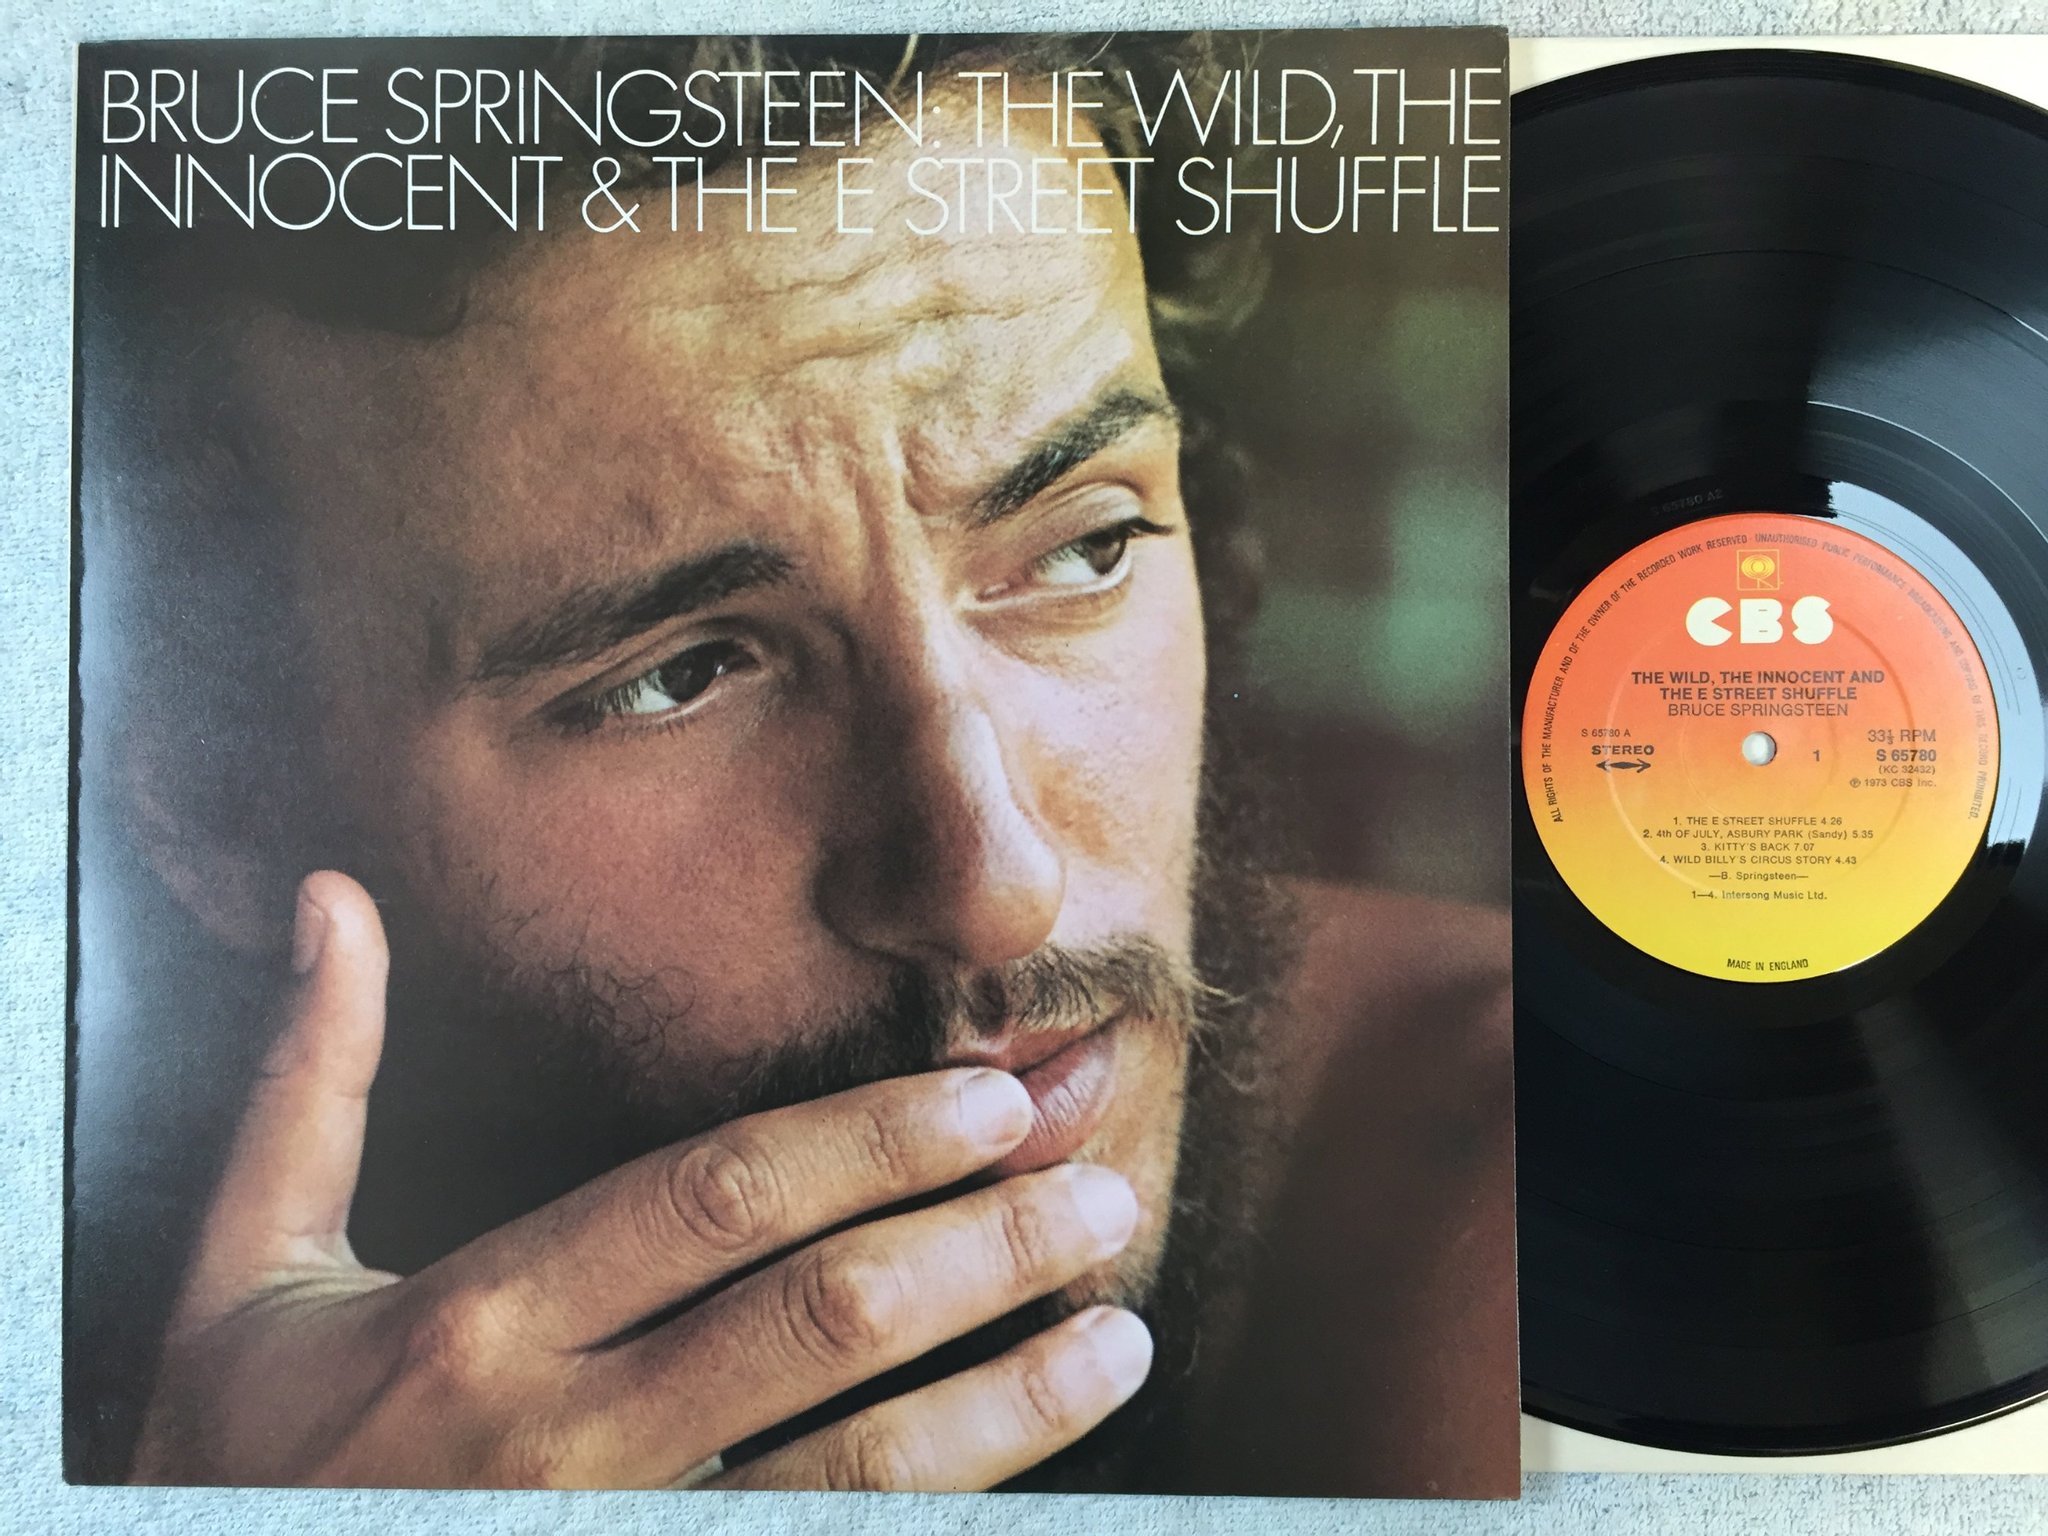 BRUCE SPRINGSTEEN: THE WILD, THE
INNOCENT & THE E STREET SHUFFLE
S 65780 A2
ALL RIGHTS OF THE MANUFACTURER AND OF THE OWNER OF THE RECORDED WORK RESERVED · UNAUTHORISED PUBLIC PERFORMANCE BROADCASTING AND COPYING OF THIS RECORD PROHIBITED.
CBS
THE WILD, THE INNOCENT AND
THE E STREET SHUFFLE
BRUCE SPRINGSTEEN
S 65780 A
STEREO
1
33⅓ RPM
S 65780
(KC 32432)
℗ 1973 CBS Inc.
1. THE E STREET SHUFFLE 4.26
2. 4th OF JULY, ASBURY PARK (Sandy) 5.35
3. KITTY'S BACK 7.07
4. WILD BILLY'S CIRCUS STORY 4.43
—B. Springsteen—
1—4. Intersong Music Ltd.
MADE IN ENGLAND